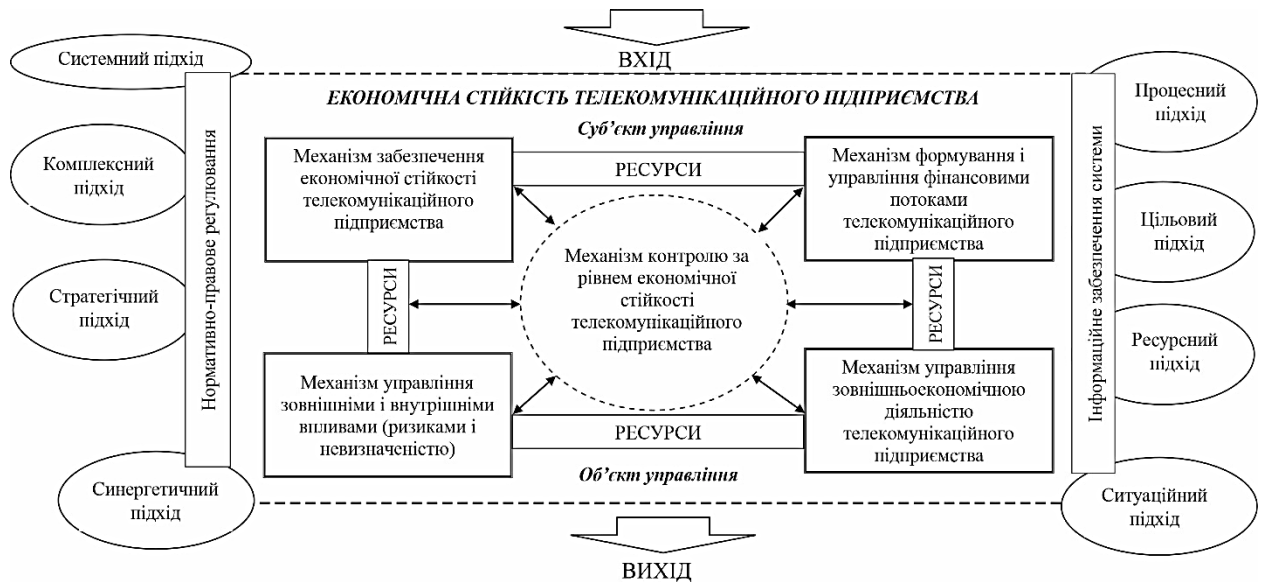 ВХІД
Системний підхід
Комплексний
підхід
Стратегічний
підхід
Синергетичний
підхід
Нормативно-правове регулювання
ЕКОНОМІЧНА СТІЙКІСТЬ ТЕЛЕКОМУНІКАЦІЙНОГО ПІДПРИЄМСТВА
Суб’єкт управління
Механізм забезпечення
економічної стійкості
телекомунікаційного
підприємства
РЕСУРСИ
Механізм формування і
управління фінансовими
потоками
телекомунікаційного
підприємства
РЕСУРСИ
Механізм контролю за
рівнем економічної
стійкості
телекомунікаційного
підприємства
РЕСУРСИ
Механізм управління
зовнішніми і внутрішніми
впливами (ризиками і
невизначеністю)
РЕСУРСИ
Механізм управління
зовнішньоекономічною
діяльністю
телекомунікаційного
підприємства
Об’єкт управління
Інформаційне забезпечення системи
Процесний
підхід
Цільовий
підхід
Ресурсний
підхід
Ситуаційний
підхід
ВИХІД